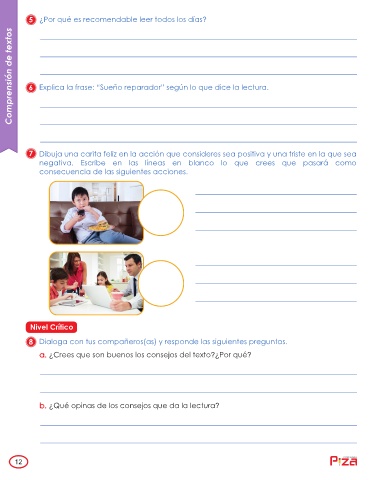 Comprensión de textos
5 ¿Por qué es recomendable leer todos los días?
6 Explica la frase: “Sueño reparador” según lo que dice la lectura.
7 Dibuja una carita feliz en la acción que consideres sea positiva y una triste en la que sea
negativa. Escribe en las líneas en blanco lo que crees que pasará como
consecuencia de las siguientes acciones.
Nivel Crítico
8 Dialoga con tus compañeros(as) y responde las siguientes preguntas.
a. ¿Crees que son buenos los consejos del texto?¿Por qué?
b. ¿Qué opinas de los consejos que da la lectura?
12